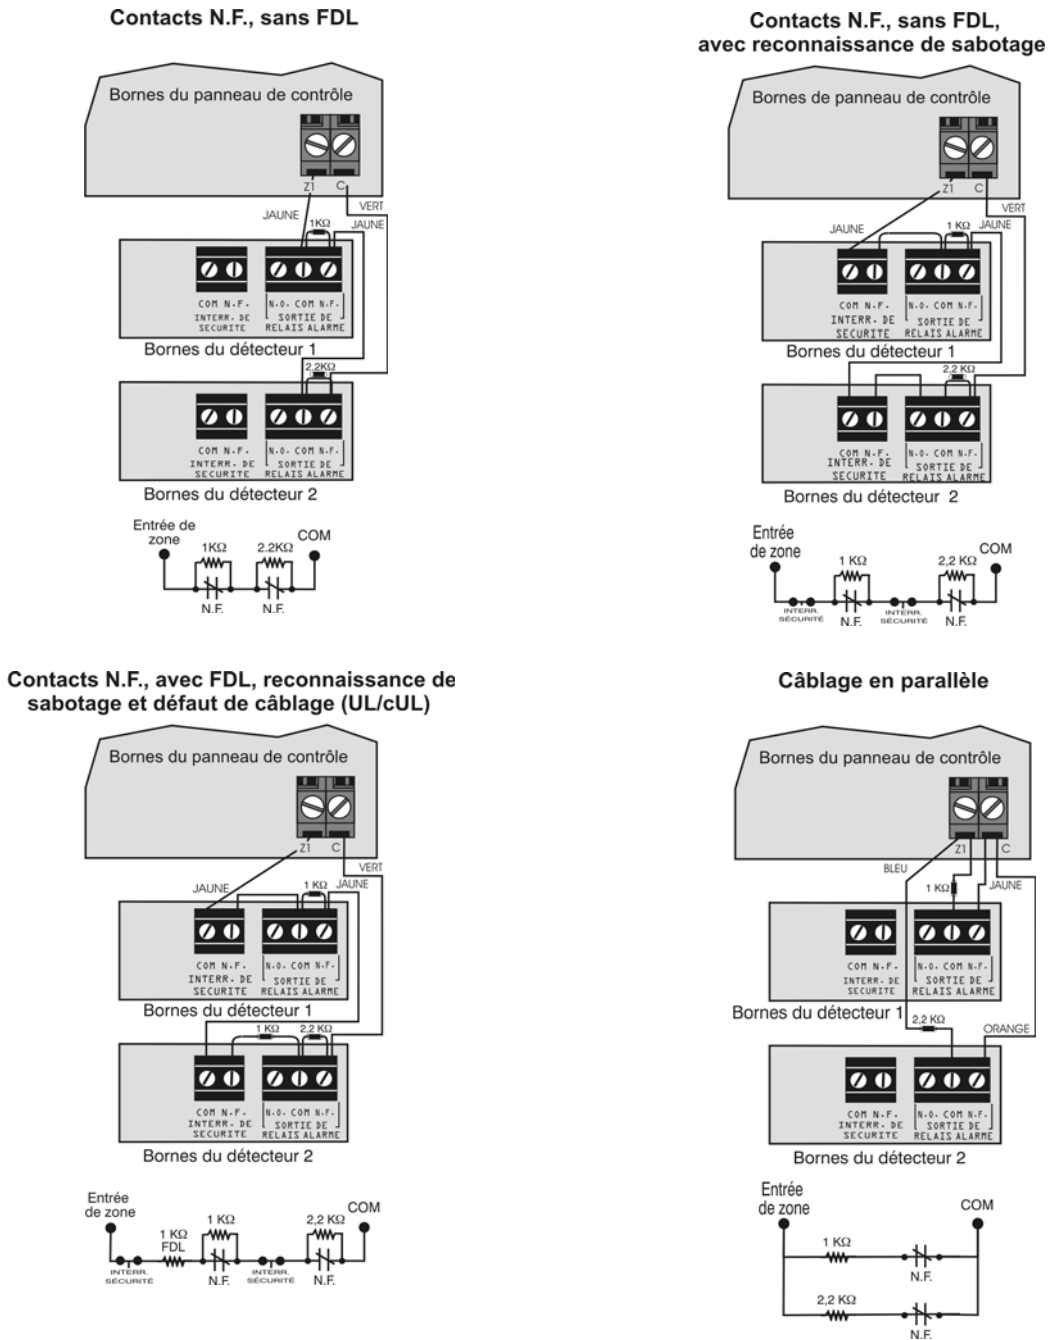 Contacts N.F., sans FDL
Bornes du panneau de contrôle
Z1 C
VERT
JAUNE
JAUNE
1KΩ
COM N.F.
INTERR. DE
SECURITE
N.O. COM N.F.
SORTIE DE
RELAIS ALARME
Bornes du détecteur 1
2.2KΩ
COM N.F.
INTERR. DE
SECURITE
N.O. COM N.F.
SORTIE DE
RELAIS ALARME
Bornes du détecteur 2
Entrée de
zone
COM
1KΩ 2.2KΩ
N.F. N.F.
Contacts N.F., sans FDL,
avec reconnaissance de sabotage
Bornes de panneau de contrôle
Z1 C
VERT
JAUNE
JAUNE
1 KΩ
COM N.F.
INTERR. DE
SECURITE
N.O. COM N.F.
SORTIE DE
RELAIS ALARME
Bornes du détecteur 1
2,2 KΩ
COM N.F.
INTERR. DE
SECURITE
N.O. COM N.F.
SORTIE DE
RELAIS ALARME
Bornes du détecteur 2
Entrée
de zone
COM
1 KΩ 2,2 KΩ
INTERR.
SÉCURITÉ
N.F.
INTERR.
SÉCURITÉ
N.F.
Contacts N.F., avec FDL, reconnaissance de
sabotage et défaut de câblage (UL/cUL)
Bornes du panneau de contrôle
Z1 C
VERT
JAUNE
JAUNE
1 KΩ
COM N.F.
INTERR. DE
SECURITE
N.O. COM N.F.
SORTIE DE
RELAIS ALARME
Bornes du détecteur 1
1 KΩ 2,2 KΩ
COM N.F.
INTERR. DE
SECURITE
N.O. COM N.F.
SORTIE DE
RELAIS ALARME
Bornes du détecteur 2
Entrée
de zone
COM
1 KΩ
FDL
1 KΩ 2,2 KΩ
INTERR.
SÉCURITÉ
N.F.
INTERR.
SÉCURITÉ
N.F.
Câblage en parallèle
Bornes du panneau de contrôle
Z1 C
BLEU
1 KΩ
JAUNE
COM N.F.
INTERR. DE
SECURITE
N.O. COM N.F.
SORTIE DE
RELAIS ALARME
Bornes du détecteur 1
2,2 KΩ
ORANGE
COM N.F.
INTERR. DE
SECURITE
N.O. COM N.F.
SORTIE DE
RELAIS ALARME
Bornes du détecteur 2
Entrée
de zone
COM
1 KΩ
N.F.
2,2 KΩ
N.F.